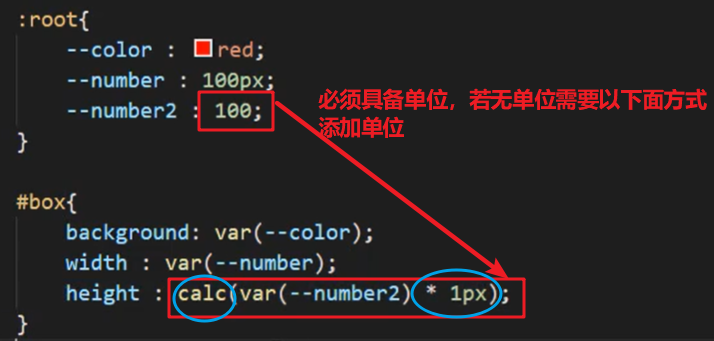 :root{
--color : red;
--number : 100px;
--number2 : 100;
}
必须具备单位，若无单位需要以下面方式
添加单位
#box{
background: var(--color);
width : var(--number);
height : calc(var(--number2) * 1px);
}